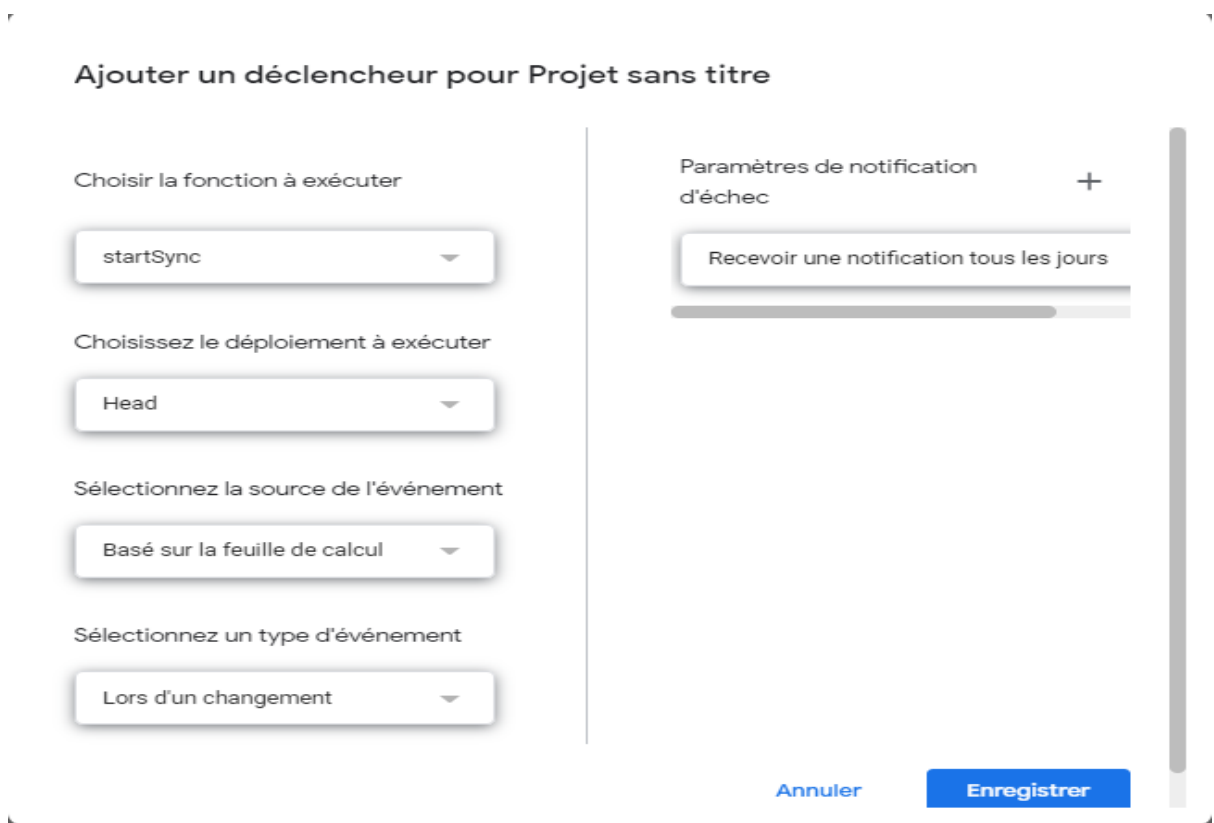 Ajouter un déclencheur pour Projet sans titre
Choisir la fonction à exécuter
startSync
Choisissez le déploiement à exécuter
Head
Sélectionnez la source de l'événement
Basé sur la feuille de calcul
Sélectionnez un type d'événement
Lors d'un changement
Paramètres de notification
d'échec
Recevoir une notification tous les jours
Annuler
Enregistrer